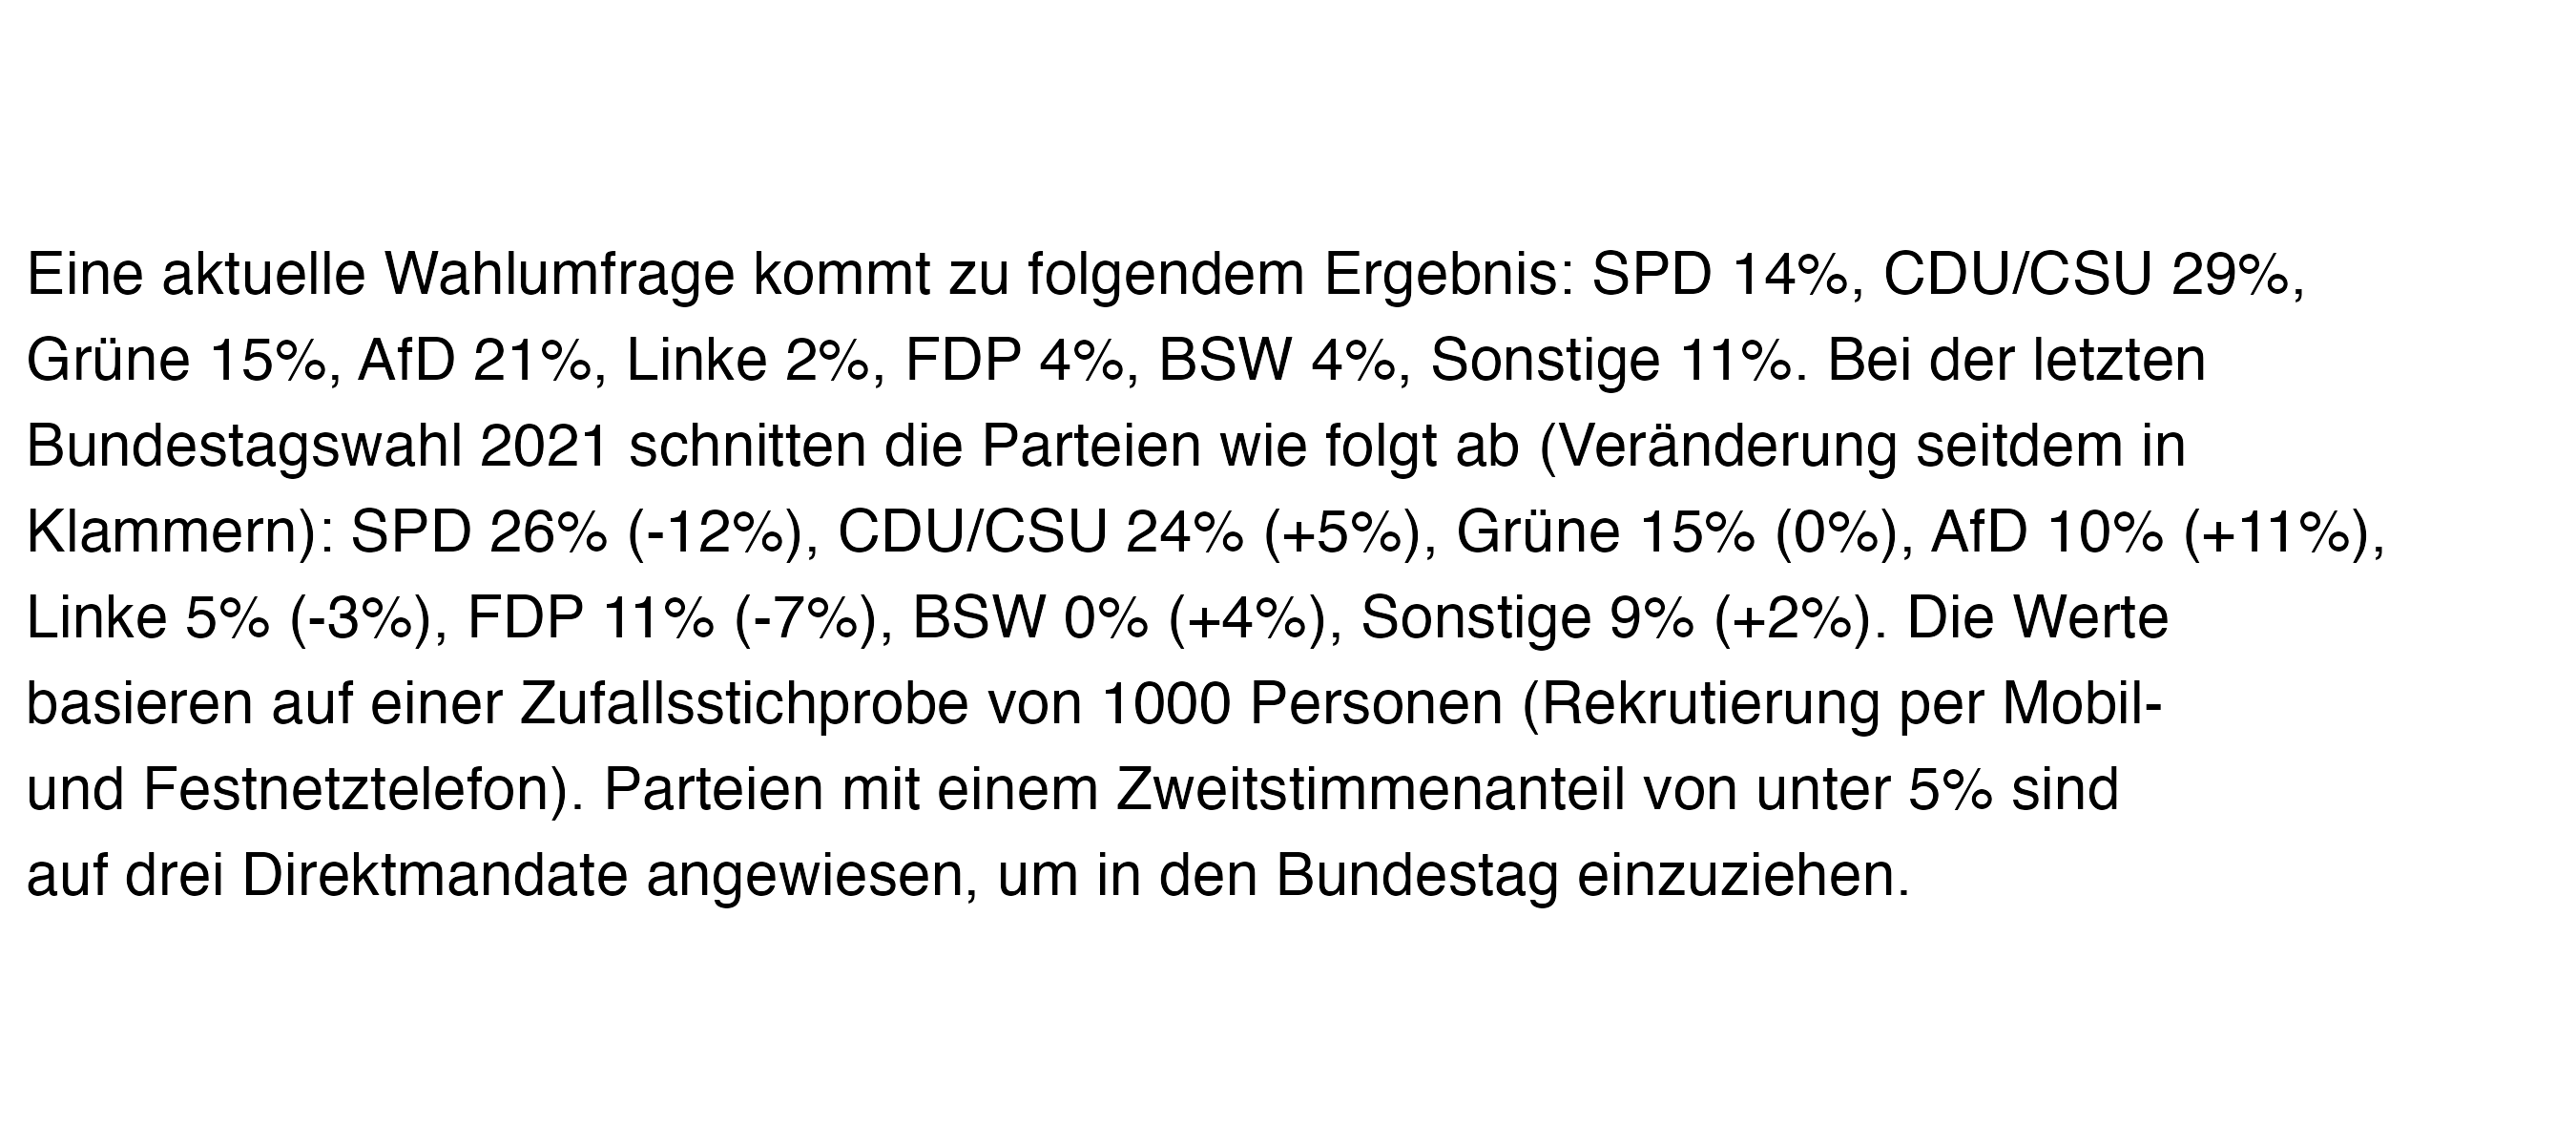 Eine aktuelle Wahlumfrage kommt zu folgendem Ergebnis: SPD 14%, CDU/CSU 29%,
Grüne 15%, AfD 21%, Linke 2%, FDP 4%, BSW 4%, Sonstige 11%. Bei der letzten
Bundestagswahl 2021 schnitten die Parteien wie folgt ab (Veränderung seitdem in
Klammern): SPD 26% (-12%), CDU/CSU 24% (+5%), Grüne 15% (0%), AfD 10% (+11%),
Linke 5% (-3%), FDP 11% (-7%), BSW 0% (+4%), Sonstige 9% (+2%). Die Werte
basieren auf einer Zufallsstichprobe von 1000 Personen (Rekrutierung per Mobil-
und Festnetztelefon). Parteien mit einem Zweitstimmenanteil von unter 5% sind
auf drei Direktmandate angewiesen, um in den Bundestag einzuziehen.